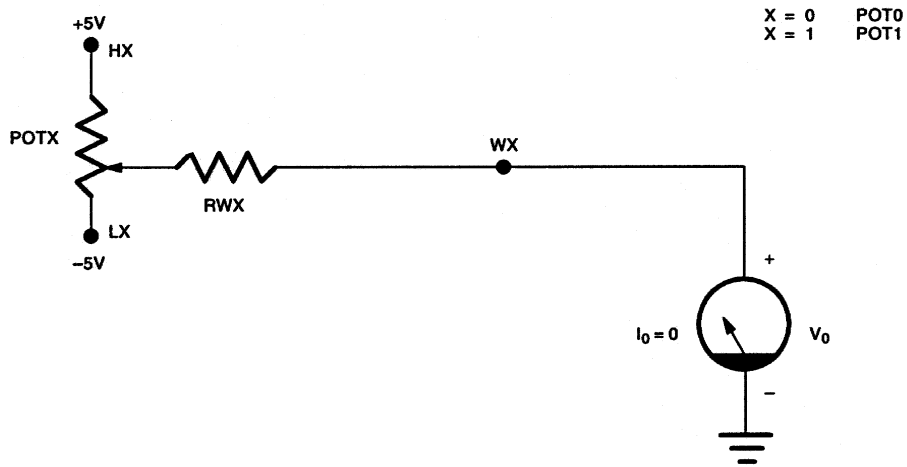 X = 0 POT0
X = 1 POT1
+5V
HX
POTX
WX
RWX
LX
–5V
+
I₀ = 0
V₀
–